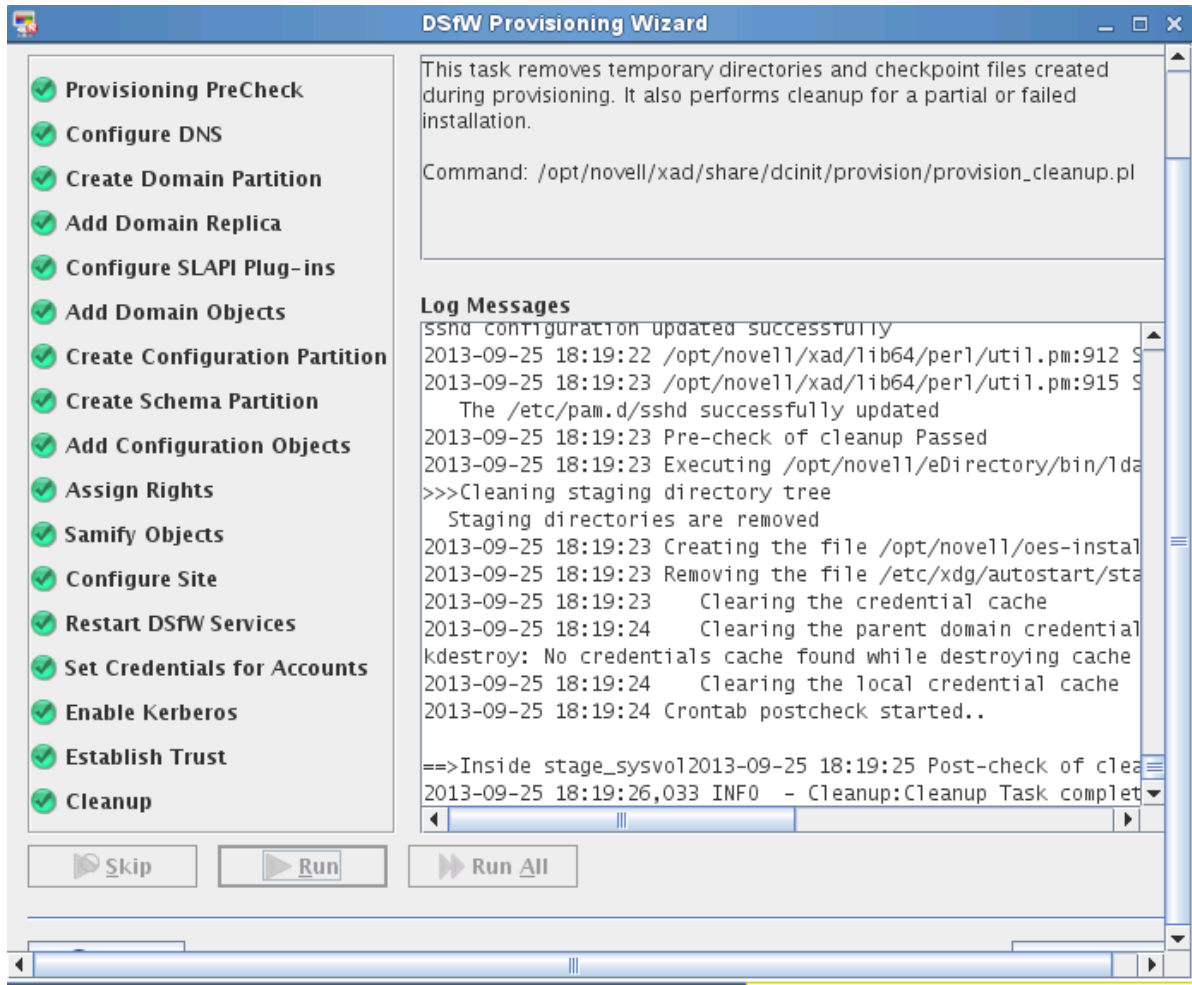 DSfW Provisioning Wizard
Provisioning PreCheck
Configure DNS
Create Domain Partition
Add Domain Replica
Configure SLAPI Plug-ins
Add Domain Objects
Create Configuration Partition
Create Schema Partition
Add Configuration Objects
Assign Rights
Samify Objects
Configure Site
Restart DSfW Services
Set Credentials for Accounts
Enable Kerberos
Establish Trust
Cleanup
This task removes temporary directories and checkpoint files created
during provisioning. It also performs cleanup for a partial or failed
installation.
Command: /opt/novell/xad/share/dcinit/provision/provision_cleanup.pl
Log Messages
sshd configuration updated successfully
2013-09-25 18:19:22 /opt/novell/xad/lib64/perl/util.pm:912 S
2013-09-25 18:19:23 /opt/novell/xad/lib64/perl/util.pm:915 S
The /etc/pam.d/sshd successfully updated
2013-09-25 18:19:23 Pre-check of cleanup Passed
2013-09-25 18:19:23 Executing /opt/novell/eDirectory/bin/lda
>>>Cleaning staging directory tree
Staging directories are removed
2013-09-25 18:19:23 Creating the file /opt/novell/oes-instal
2013-09-25 18:19:23 Removing the file /etc/xdg/autostart/sta
2013-09-25 18:19:23 Clearing the credential cache
2013-09-25 18:19:24 Clearing the parent domain credential
kdestroy: No credentials cache found while destroying cache
2013-09-25 18:19:24 Clearing the local credential cache
2013-09-25 18:19:24 Crontab postcheck started..
==>Inside stage_sysvol2013-09-25 18:19:25 Post-check of clea
2013-09-25 18:19:26,033 INFO - Cleanup:Cleanup Task complet
Skip
Run
Run All